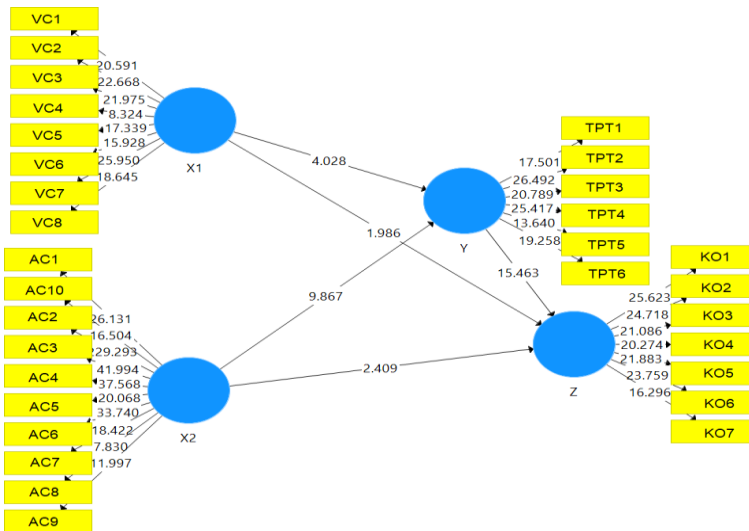 VC1
VC2
VC3
VC4
VC5
VC6
VC7
VC8
20.591
22.668
21.975
8.324
17.339
15.928
25.950
18.645
X1
AC1
AC10
AC2
AC3
AC4
AC5
AC6
AC7
AC8
AC9
26.131
16.504
29.293
41.994
37.568
20.068
33.740
18.422
7.830
11.997
X2
4.028
1.986
9.867
2.409
Y
15.463
TPT1
TPT2
TPT3
TPT4
TPT5
TPT6
17.501
26.492
20.789
25.417
13.640
19.258
Z
KO1
KO2
KO3
KO4
KO5
KO6
KO7
25.623
24.718
21.086
20.274
21.883
23.759
16.296